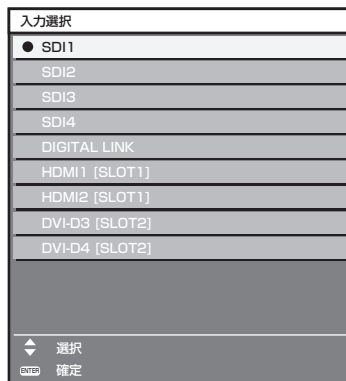 入力選択
SDI1
SDI2
SDI3
SDI4
DIGITAL LINK
HDMI1 [SLOT1]
HDMI2 [SLOT1]
DVI-D3 [SLOT2]
DVI-D4 [SLOT2]
選択
ENTER 確定